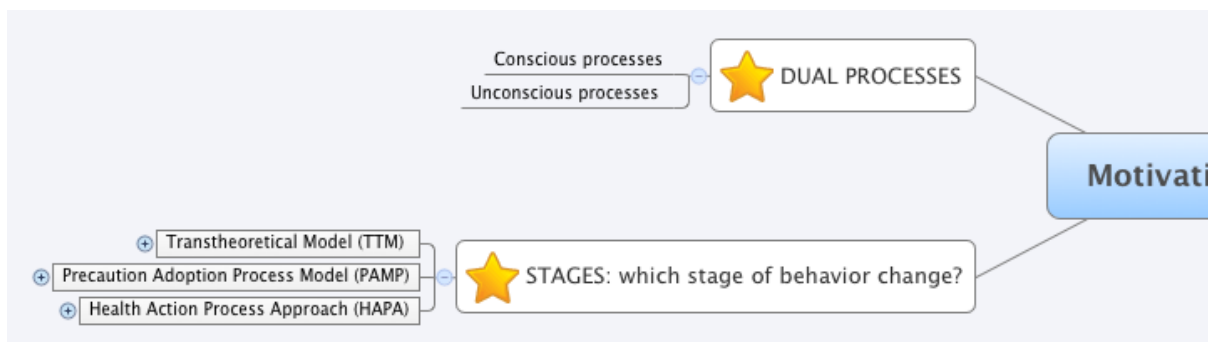 Conscious processes
Unconscious processes
DUAL PROCESSES
Motivati
Transtheoretical Model (TTM)
Precaution Adoption Process Model (PAMP)
Health Action Process Approach (HAPA)
STAGES: which stage of behavior change?